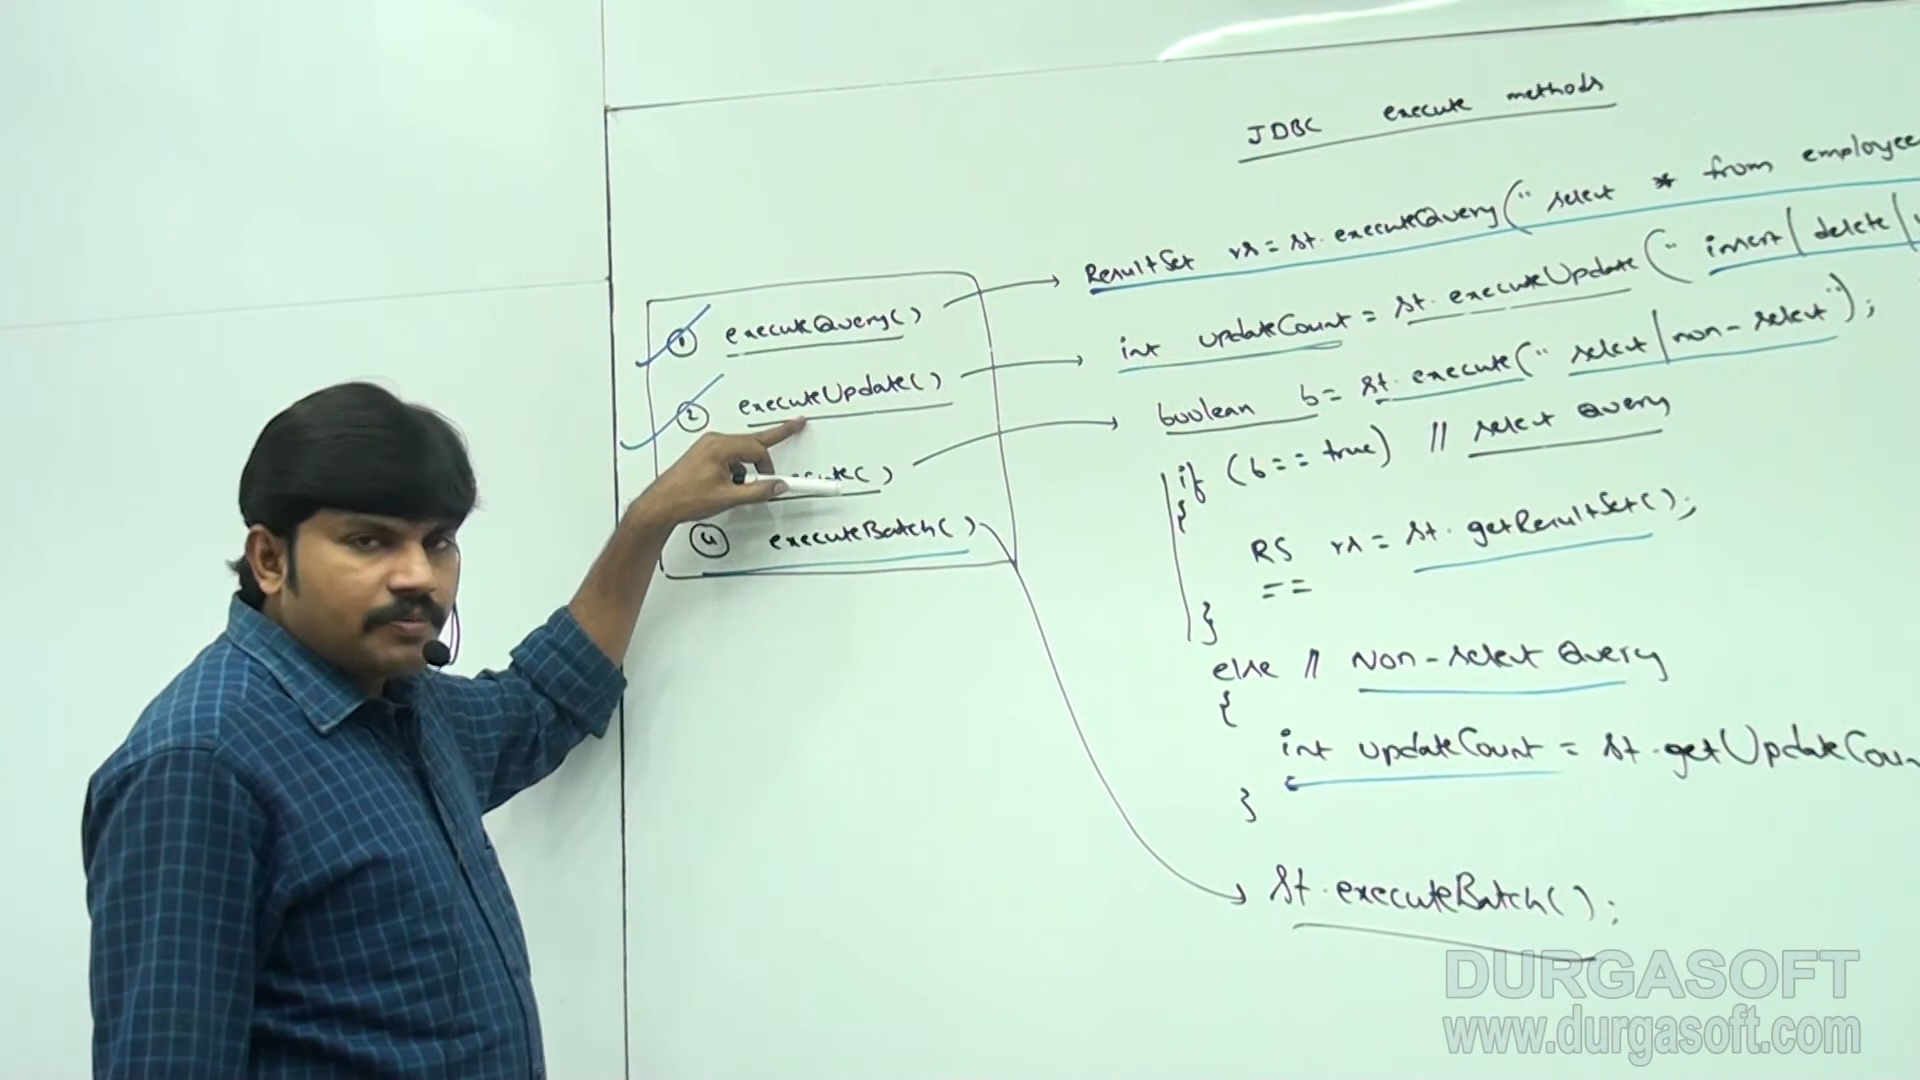 JDBC execute methods
① executeQuery()
② executeUpdate()
④ executeBatch()
ResultSet rs = st.executeQuery(" select * from employee
int updateCount = st.executeUpdate (" insert/delete/
boolean b = st.execute(" select/non-select");
if (b == true) // select Query
{
RS rs = st.getResultSet();
==
}
else // Non-select Query
{
int updateCount = st.getUpdateCoun
}
st.executeBatch();
DURGASOFT
www.durgasoft.com